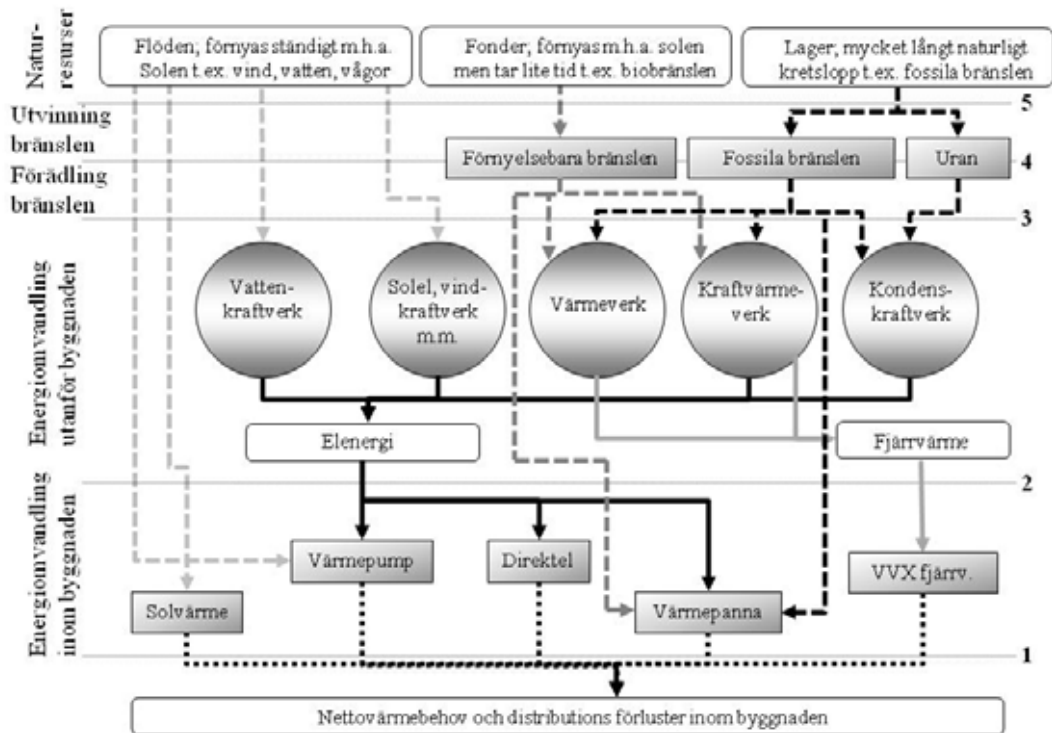 Natur-
resurser
Flöden; förnyas ständigt m.h.a.
Solen t.ex. vind, vatten, vågor
Fonder; förnyas m.h.a. solen
men tar lite tid t.ex. biobränslen
Lager; mycket långt naturligt
kretslopp t.ex. fossila bränslen
5
Utvinning
bränslen
Förnyelsebara bränslen
Fossila bränslen
Uran
4
Förädling
bränslen
3
Energiomvandling
utanför byggnaden
Vatten-
kraftverk
Solel, vind-
kraftverk
m.m.
Värmeverk
Kraftvärme-
verk
Kondens-
kraftverk
Elenergi
Fjärrvärme
2
Energiomvandling
inom byggnaden
Värmepump
Direktel
VVX fjärrv.
Solvärme
Värmepanna
1
Nettovärmebehov och distributions förluster inom byggnaden